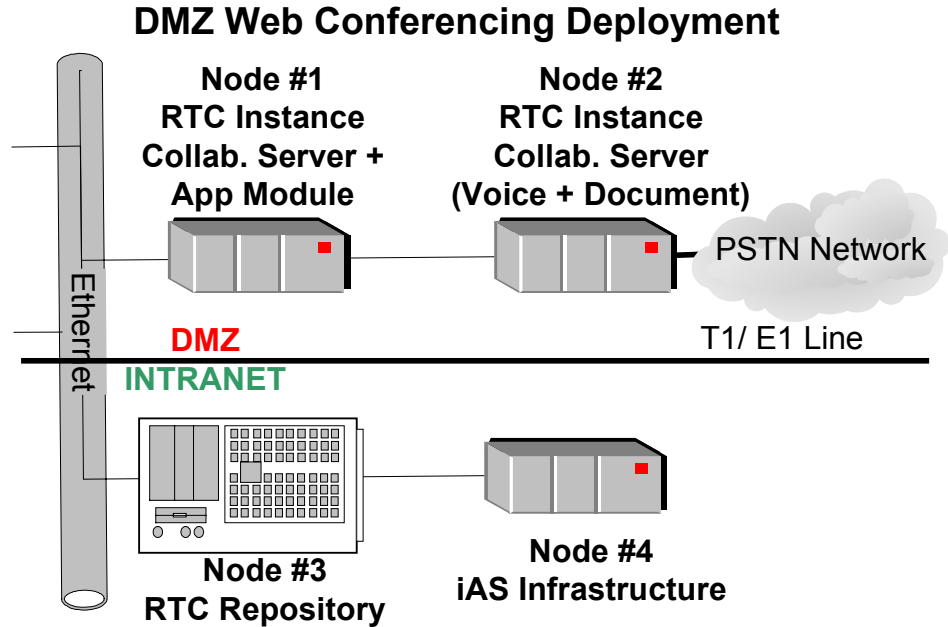 DMZ Web Conferencing Deployment
Node #1
RTC Instance
Collab. Server +
App Module
Node #2
RTC Instance
Collab. Server
(Voice + Document)
PSTN Network
Ethernet
DMZ
T1/ E1 Line
INTRANET
Node #3
RTC Repository
Node #4
iAS Infrastructure